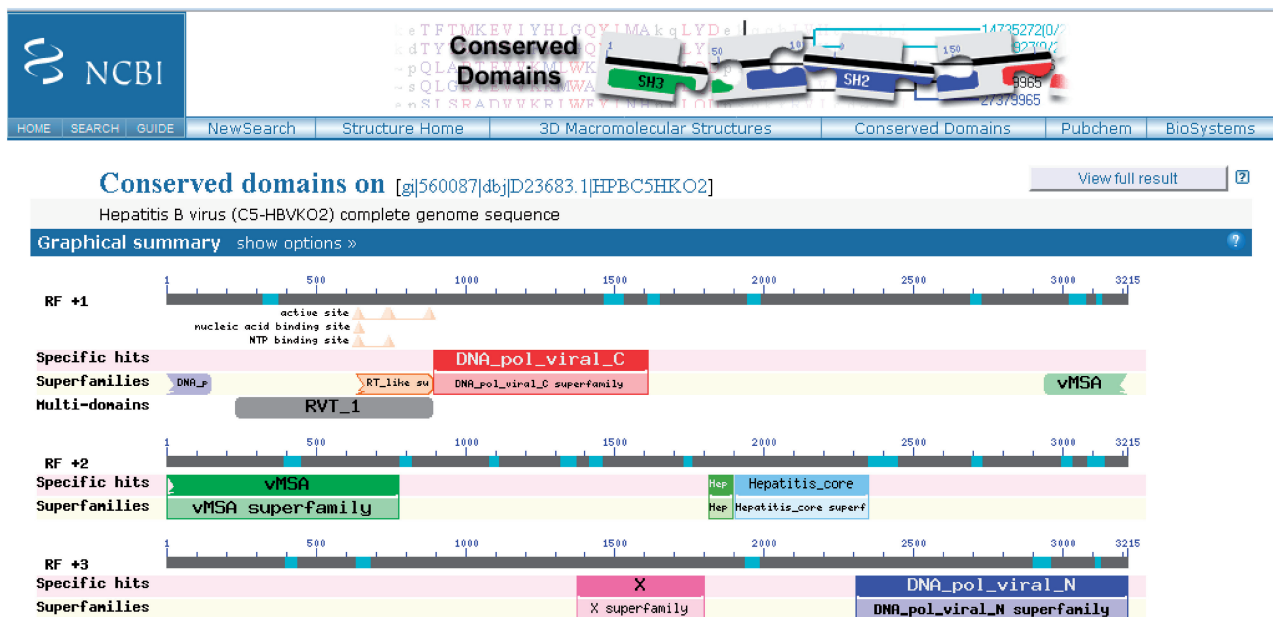 NCBI
Conserved
Domains
SH3
SH2
HOME SEARCH GUIDE NewSearch Structure Home 3D Macromolecular Structures Conserved Domains Pubchem BioSystems
Conserved domains on [gi|560087|dbj|D23683.1|HPBC5HKO2]
View full result ?
Hepatitis B virus (C5-HBVKO2) complete genome sequence
Graphical summary show options » ?
1 500 1000 1500 2000 2500 3000 3215
RF +1
active site
nucleic acid binding site
NTP binding site
Specific hits DNA_pol_viral_C
Superfamilies DNA_p RT_like su DNA_pol_viral_C superfamily vMSA
Multi-domains RVT_1
1 500 1000 1500 2000 2500 3000 3215
RF +2
Specific hits vMSA Hep Hepatitis_core
Superfamilies vMSA superfamily Hep Hepatitis_core superf
1 500 1000 1500 2000 2500 3000 3215
RF +3
Specific hits X DNA_pol_viral_N
Superfamilies X superfamily DNA_pol_viral_N superfamily